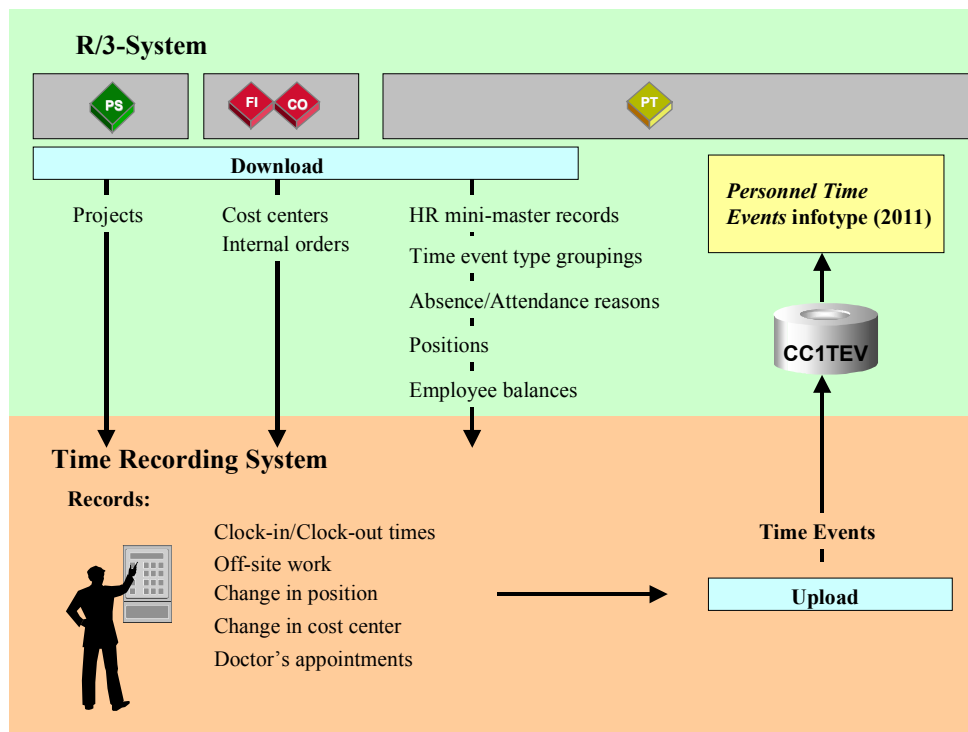 R/3-System
PS
FI
CO
PT
Download
Projects
Cost centers
Internal orders
HR mini-master records
Time event type groupings
Absence/Attendance reasons
Positions
Employee balances
Personnel Time
Events infotype (2011)
CC1TEV
Time Recording System
Records:
Clock-in/Clock-out times
Off-site work
Change in position
Change in cost center
Doctor’s appointments
Time Events
Upload